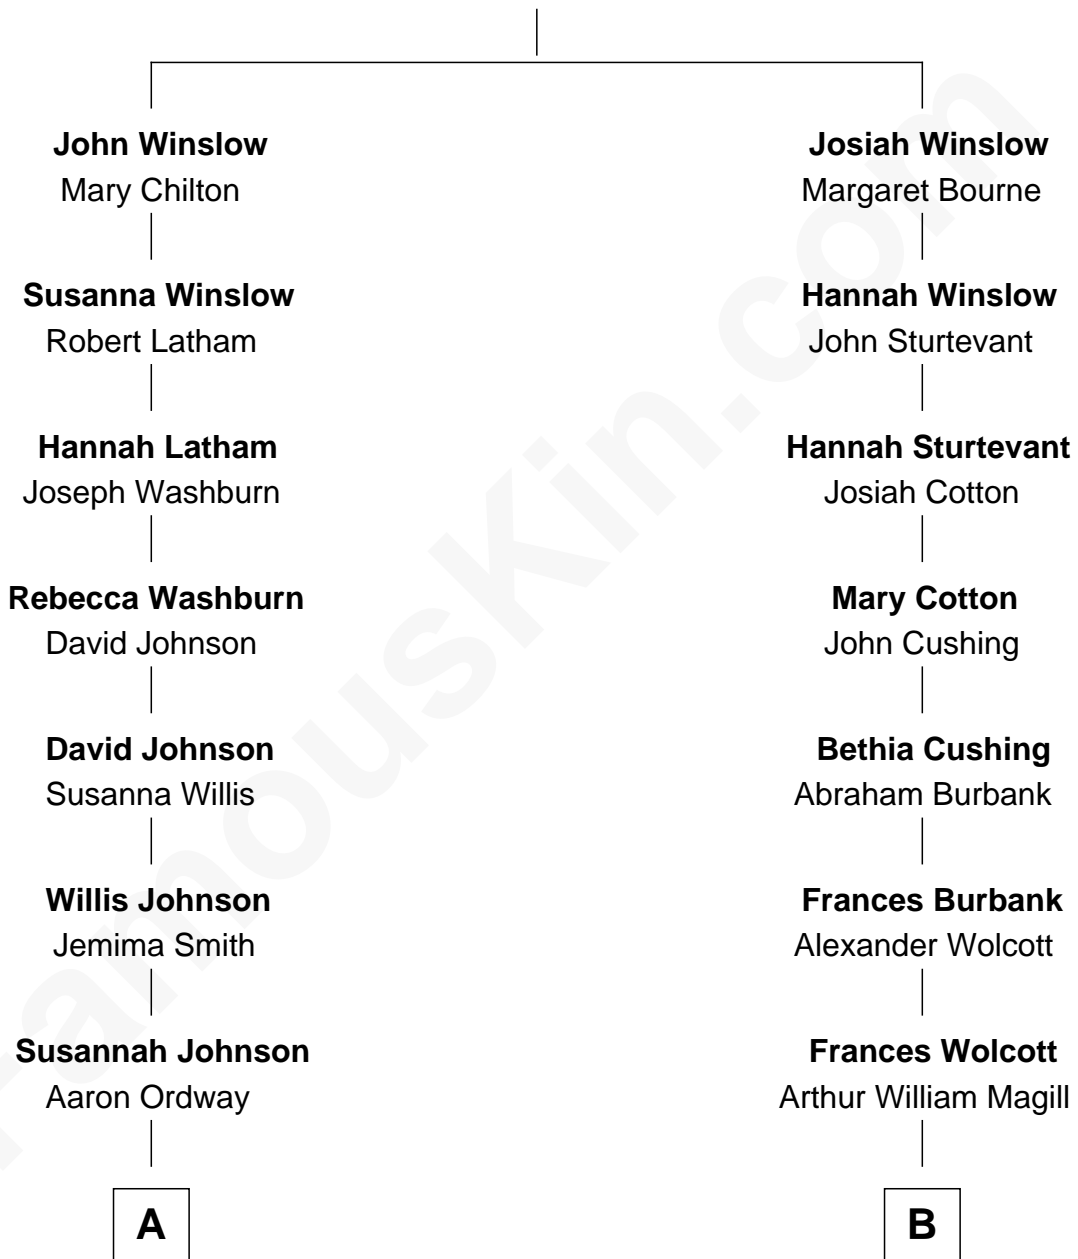 John Winslow
Mary Chilton
Susanna Winslow
Robert Latham
Hannah Latham
Joseph Washburn
Rebecca Washburn
David Johnson
David Johnson
Susanna Willis
Willis Johnson
Jemima Smith
Susannah Johnson
Aaron Ordway
A
Josiah Winslow
Margaret Bourne
Hannah Winslow
John Sturtevant
Hannah Sturtevant
Josiah Cotton
Mary Cotton
John Cushing
Bethia Cushing
Abraham Burbank
Frances Burbank
Alexander Wolcott
Frances Wolcott
Arthur William Magill
B
FamousKin.com